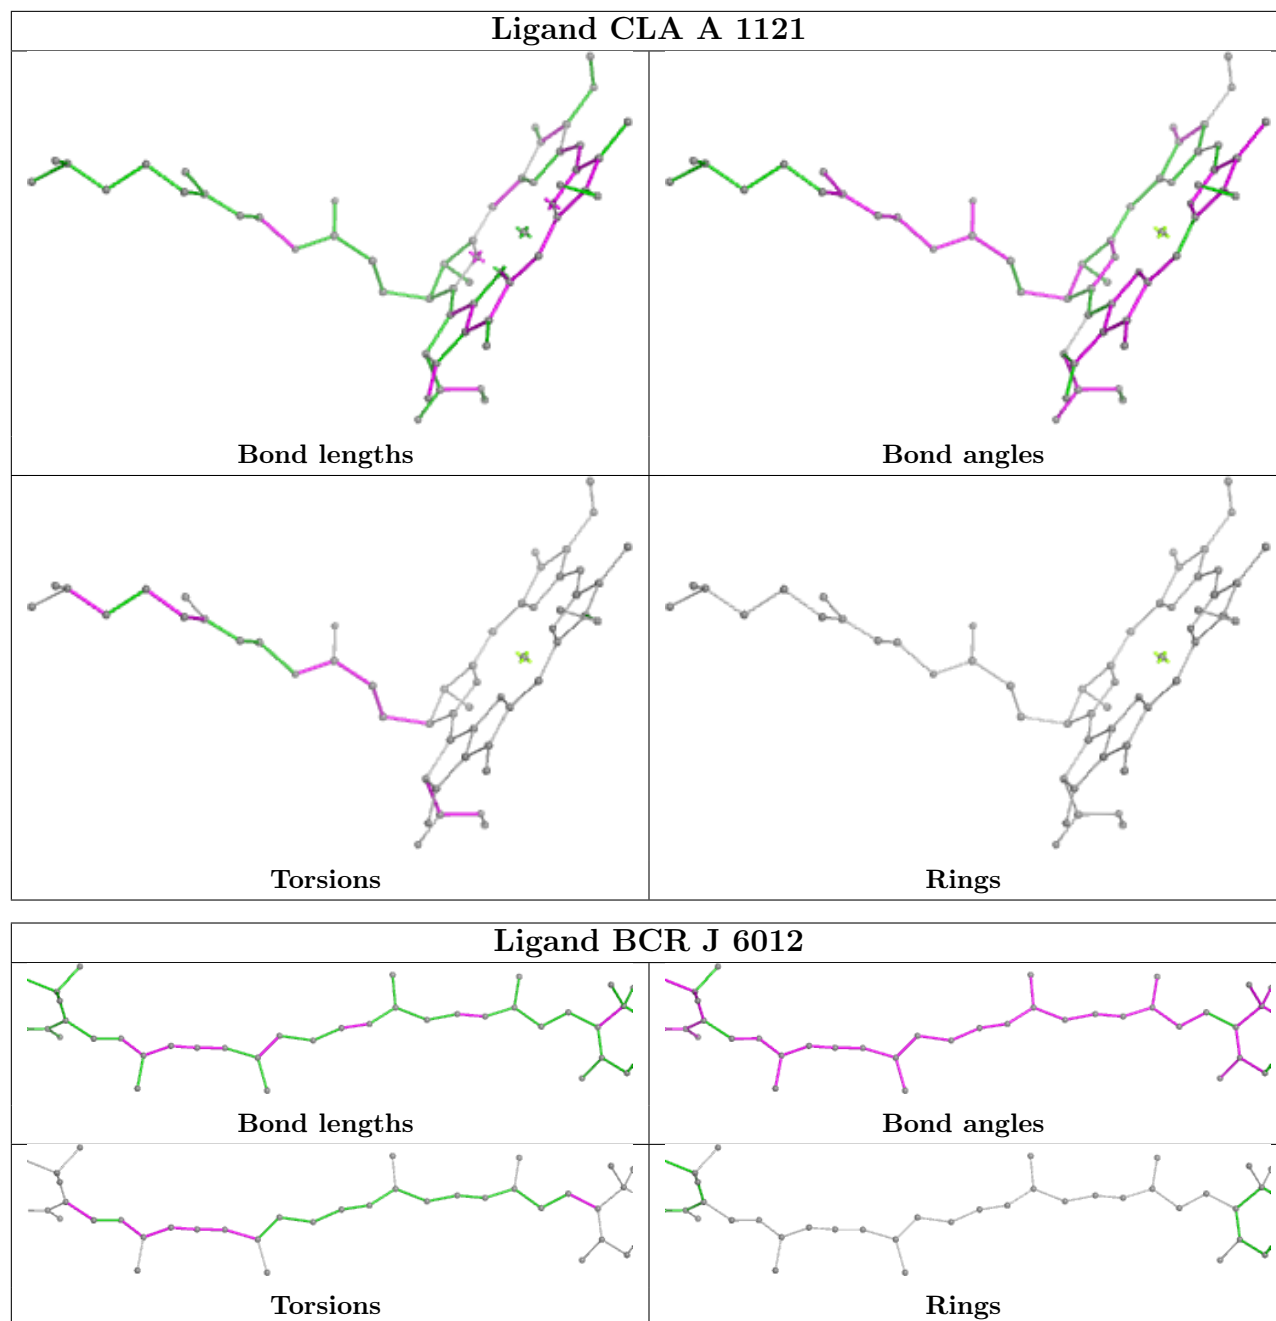 Ligand CLA A 1121
Bond lengths
Bond angles
Torsions
Rings
Ligand BCR J 6012
Bond lengths
Bond angles
Torsions
Rings